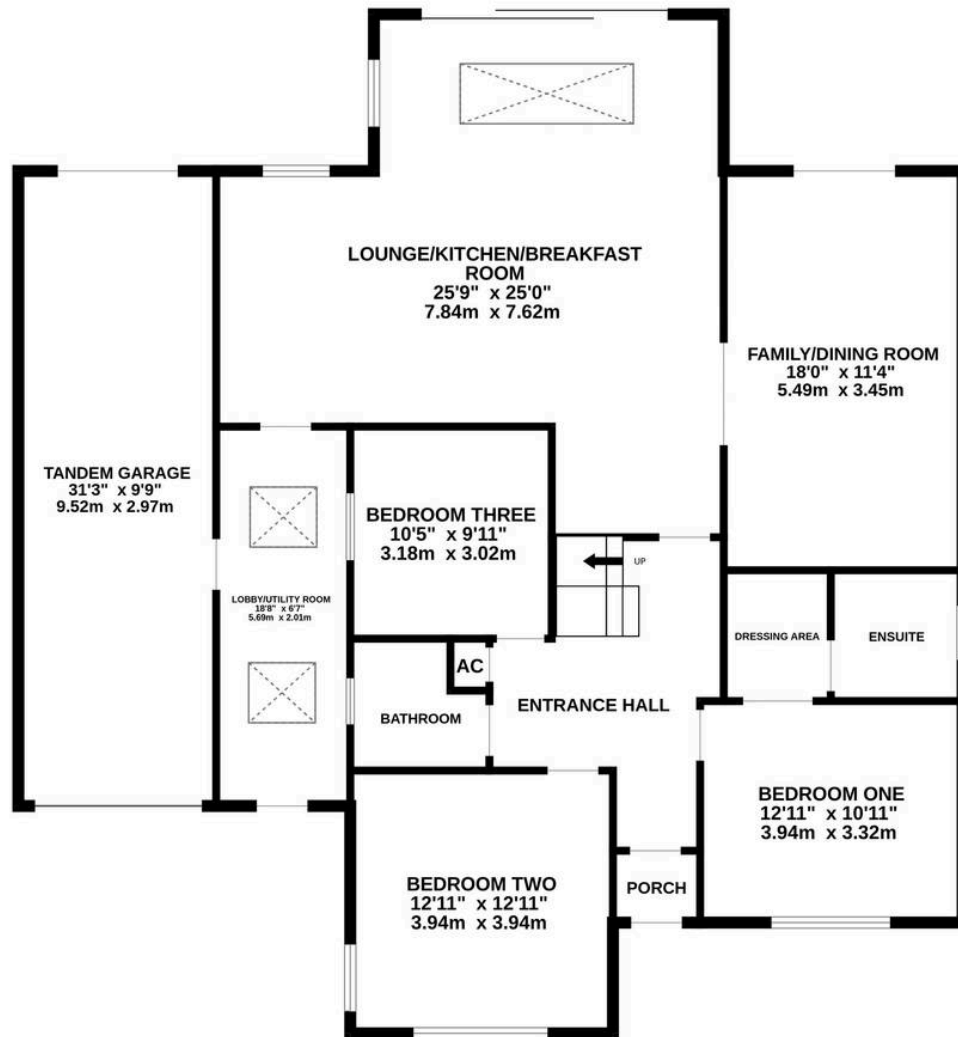 LOUNGE/KITCHEN/BREAKFAST
ROOM
25'9" x 25'0"
7.84m x 7.62m
FAMILY/DINING ROOM
18'0" x 11'4"
5.49m x 3.45m
TANDEM GARAGE
31'3" x 9'9"
9.52m x 2.97m
BEDROOM THREE
10'5" x 9'11"
3.18m x 3.02m
UP
LOBBY/UTILITY ROOM
18'8" x 6'7"
5.69m x 2.01m
DRESSING AREA
ENSUITE
AC
ENTRANCE HALL
BATHROOM
BEDROOM ONE
12'11" x 10'11"
3.94m x 3.32m
BEDROOM TWO
12'11" x 12'11"
3.94m x 3.94m
PORCH